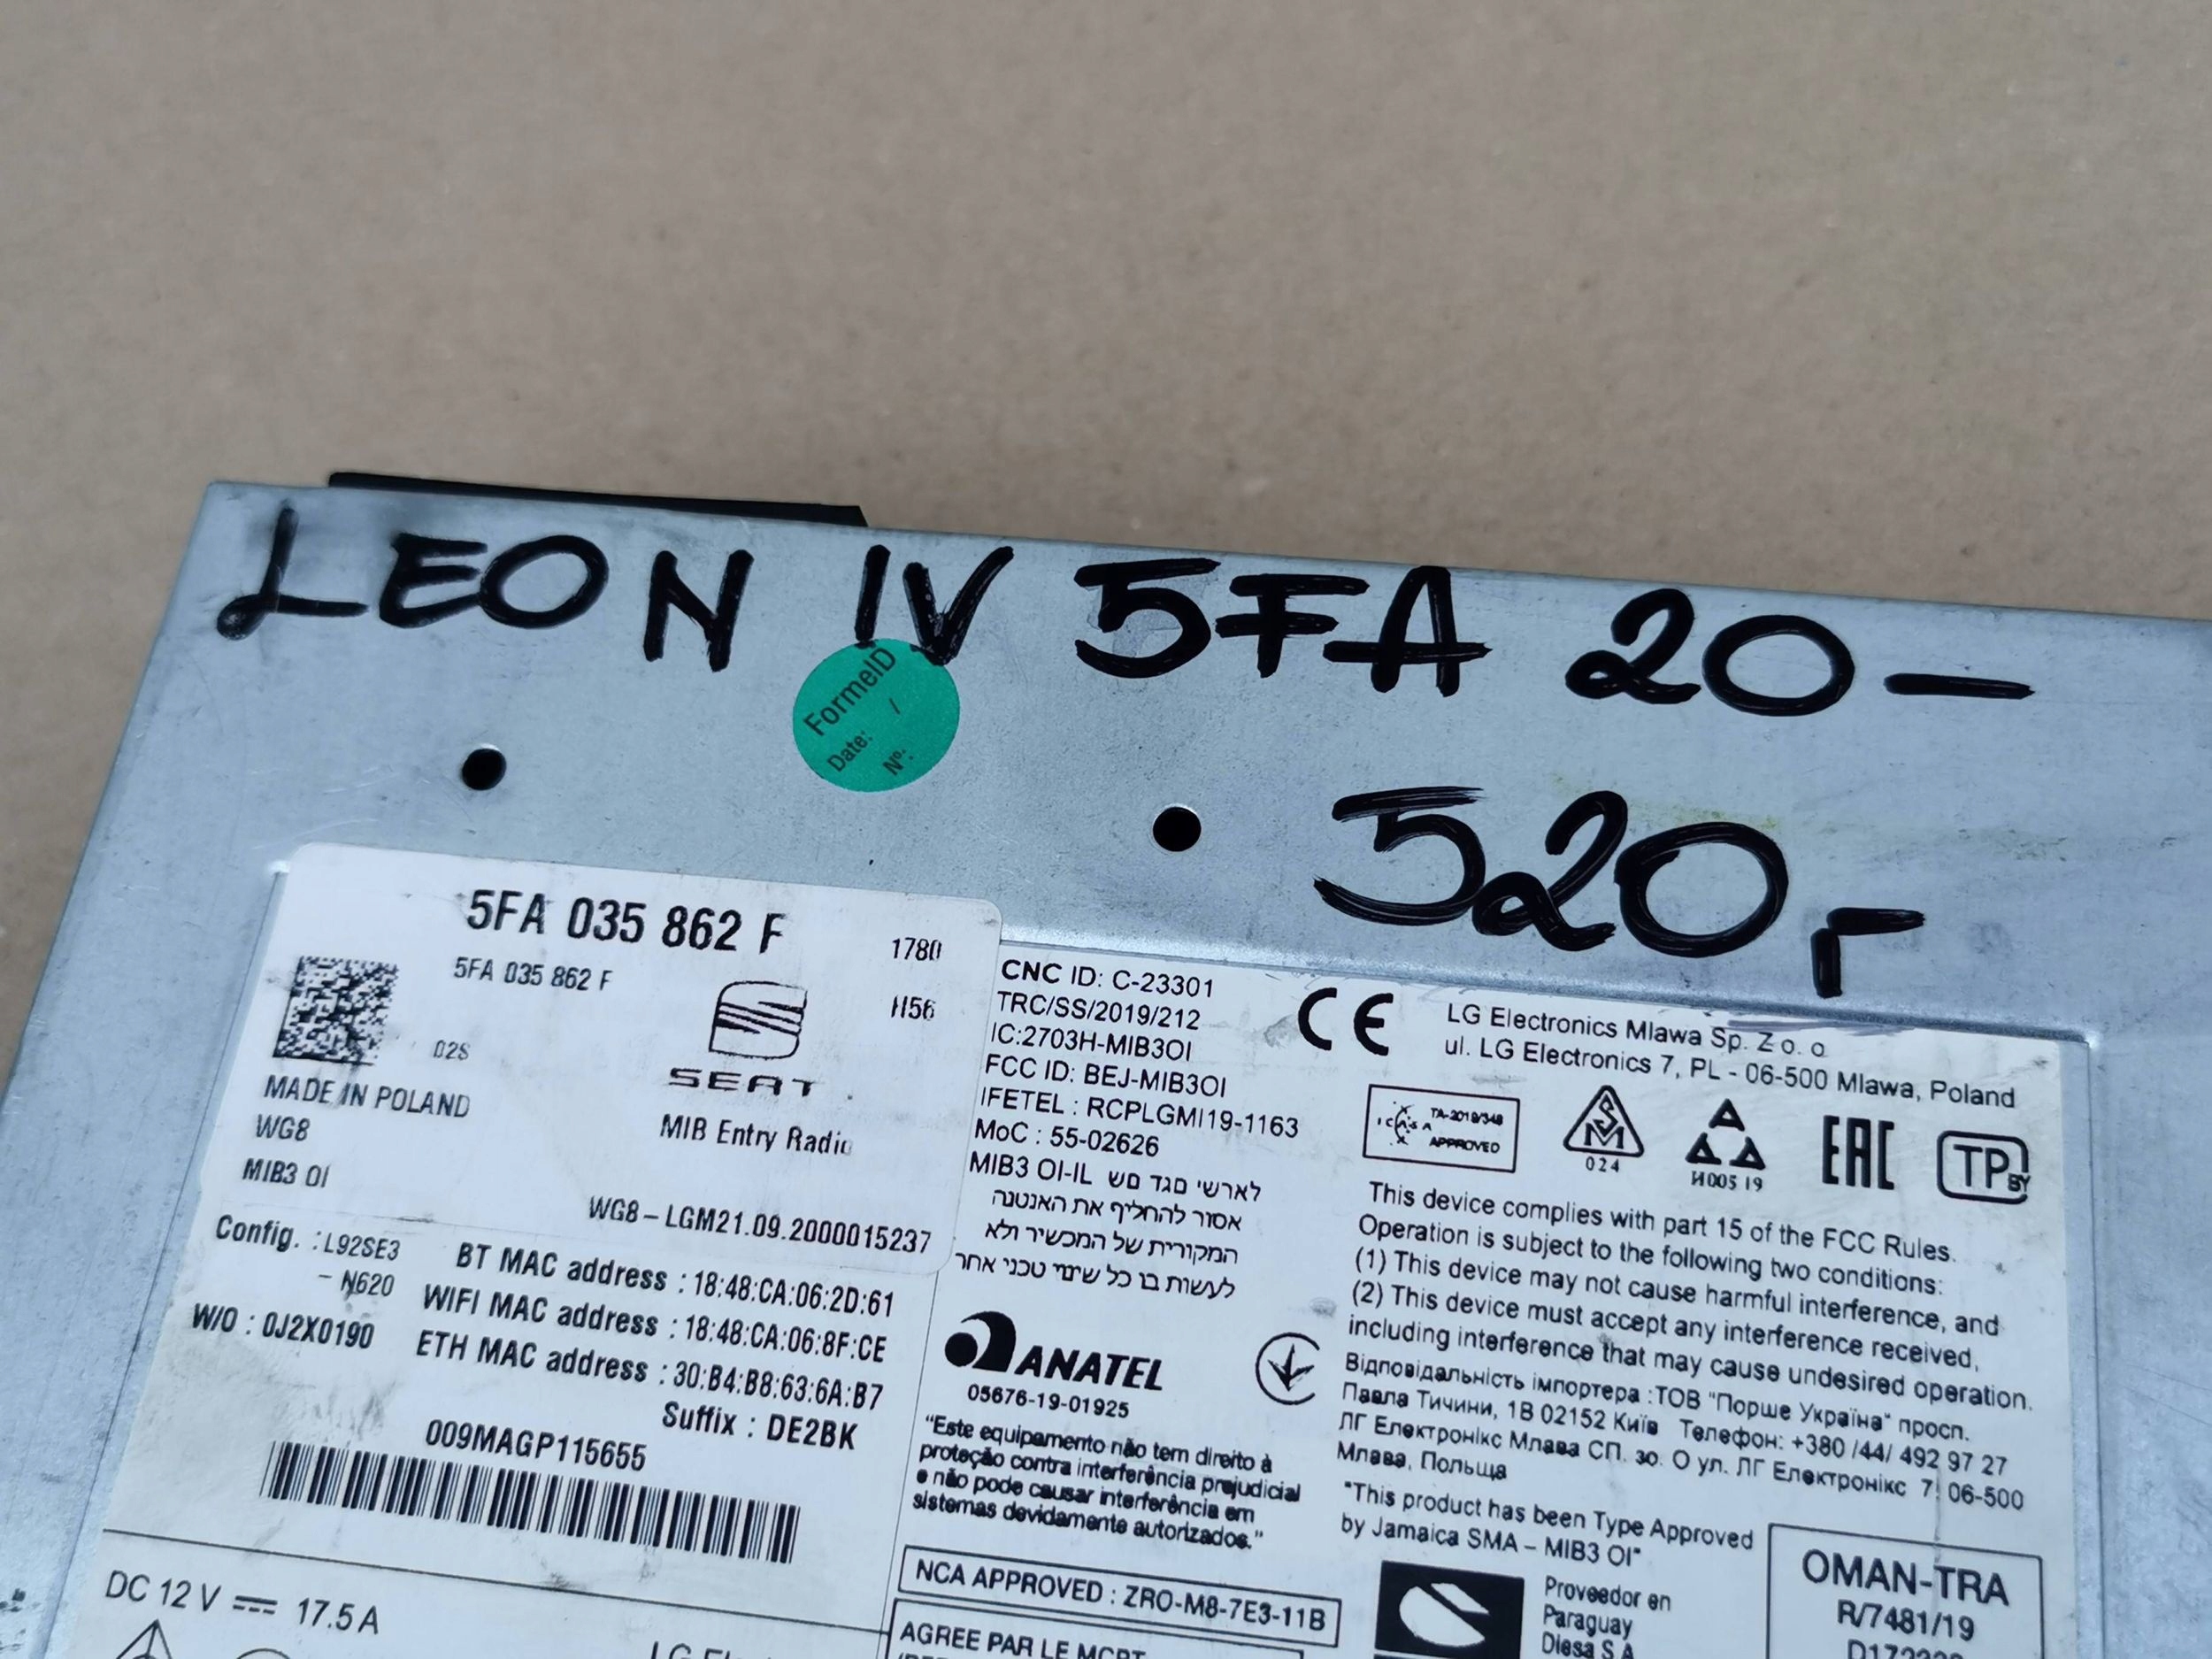 LEON IV 5FA 20-
FormelD
Date: /
Nº:
520r
5FA 035 862 F
1780
5FA 035 862 F
H56
02S
SEAT
MADE IN POLAND
WG8
MIB Entry Radio
MIB3 OI
WG8-LGM21.09.2000015237
Config. :L92SE3
- N620
BT MAC address : 18:48:CA:06:2D:61
WIFI MAC address : 18:48:CA:06:8F:CE
W/O : 0J2X0190
ETH MAC address : 30:B4:B8:63:6A:B7
Suffix : DE2BK
009MAGP115655
DC 12 V 17.5 A
CNC ID: C-23301
TRC/SS/2019/212
IC:2703H-MIB3OI
FCC ID: BEJ-MIB3OI
IFETEL : RCPLGMI19-1163
MoC : 55-02626
MIB3 OI-IL לארשי םגד םש
אסור להחליף את האנטנה
המקורית של המכשיר ולא
לעשות בו כל שינוי טכני אחר
ANATEL
05676-19-01925
"Este equipamento não tem direito à
proteção contra interferência prejudicial
e não pode causar interferência em
sistemas devidamente autorizados."
NCA APPROVED : ZRO-M8-7E3-11B
AGREE PAR LE MCPT
CE
LG Electronics Mlawa Sp. Z o. o
ul. LG Electronics 7, PL - 06-500 Mlawa, Poland
ICASA
TA-2019/348
APPROVED
024
И005 19
EAC
TP BY
This device complies with part 15 of the FCC Rules.
Operation is subject to the following two conditions:
(1) This device may not cause harmful interference, and
(2) This device must accept any interference received,
including interference that may cause undesired operation.
Відповідальність імпортера :ТОВ "Порше Україна" просп.
Павла Тичини, 1В 02152 Київ Телефон: +380 /44/ 492 97 27
ЛГ Електронікс Млава СП. зо. О ул. ЛГ Електронікс 7, 06-500
Млава, Польща
"This product has been Type Approved
by Jamaica SMA – MIB3 OI"
Proveedor en
Paraguay
Diesa S.A
OMAN-TRA
R/7481/19